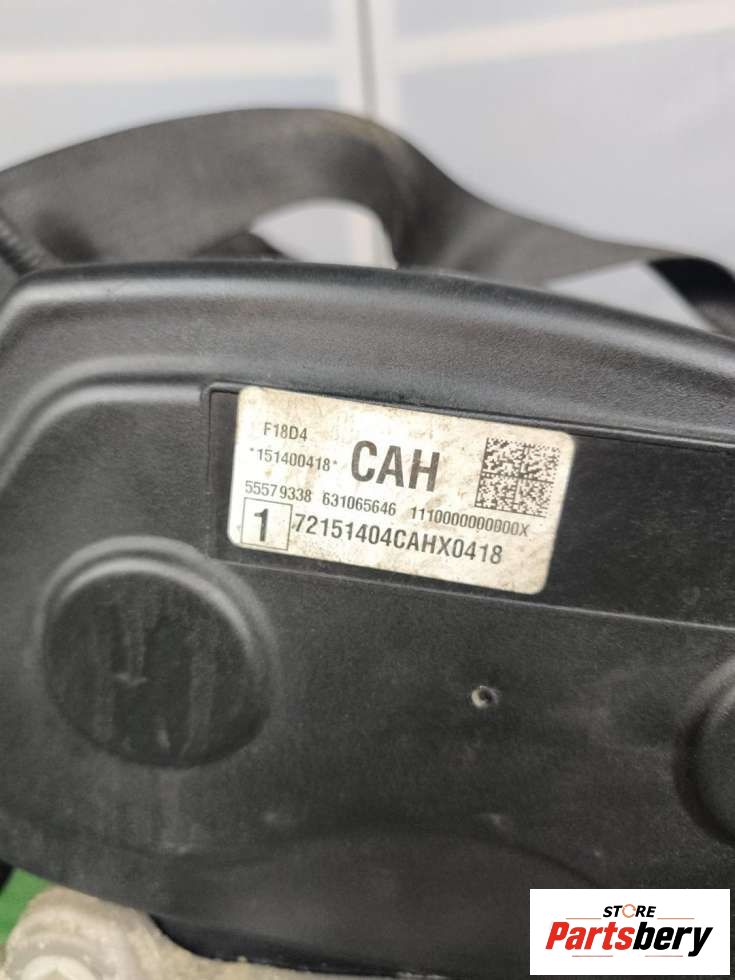 F18D4
*151400418*
CAH
55579338 631065646 1110000000000X
1 72151404CAHX0418
STORE
Partsbery